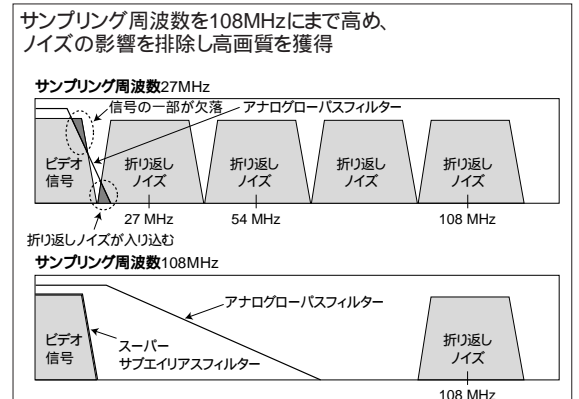 サンプリング周波数を108MHzにまで高め、
ノイズの影響を排除し高画質を獲得
サンプリング周波数27MHz
信号の一部が欠落
アナログローパスフィルター
ビデオ
信号
折り返し
ノイズ
折り返し
ノイズ
折り返し
ノイズ
折り返し
ノイズ
27 MHz
54 MHz
108 MHz
折り返しノイズが入り込む
サンプリング周波数108MHz
アナログローパスフィルター
ビデオ
信号
スーパー
サブエイリアスフィルター
折り返し
ノイズ
108 MHz